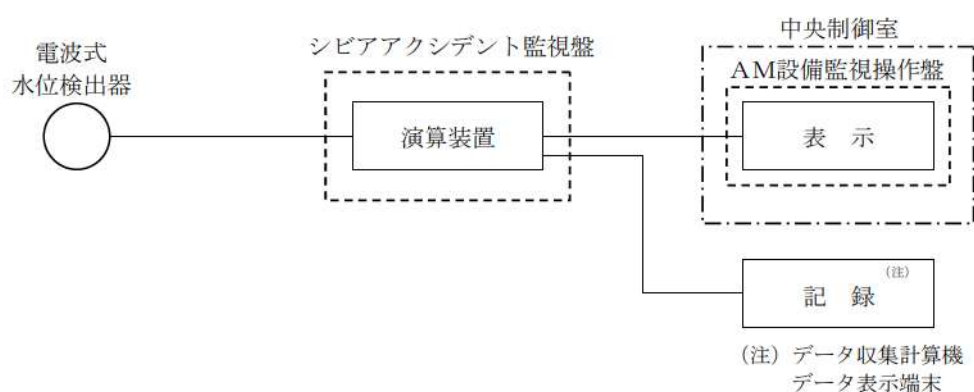 中央制御室
シビアアクシデント監視盤
電波式
水位検出器
AM設備監視操作盤
演算装置
表 示
(注)
記 録
(注) データ収集計算機
データ表示端末